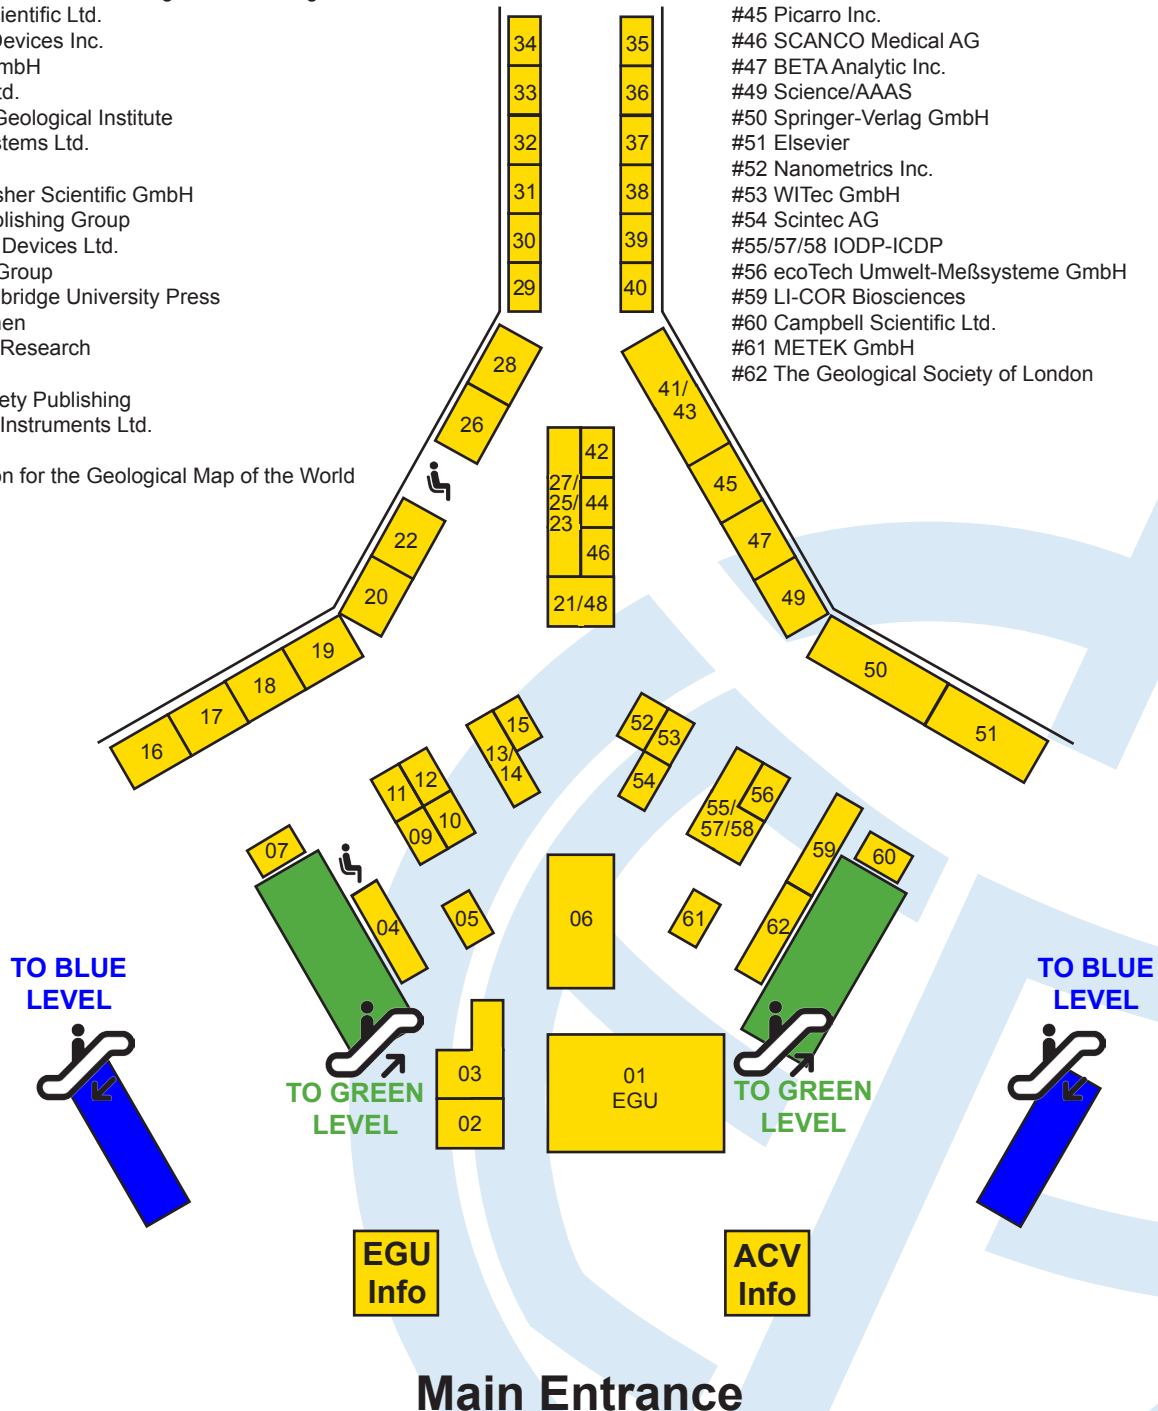 cientific Ltd.
Devices Inc.
mbH
td.
Geological Institute
stems Ltd.
sher Scientific GmbH
blishing Group
Devices Ltd.
Group
bridge University Press
nen
Research
ety Publishing
Instruments Ltd.
on for the Geological Map of the World
#45 Picarro Inc.
#46 SCANCO Medical AG
#47 BETA Analytic Inc.
#49 Science/AAAS
#50 Springer-Verlag GmbH
#51 Elsevier
#52 Nanometrics Inc.
#53 WITec GmbH
#54 Scintec AG
#55/57/58 IODP-ICDP
#56 ecoTech Umwelt-Meßsysteme GmbH
#59 LI-COR Biosciences
#60 Campbell Scientific Ltd.
#61 METEK GmbH
#62 The Geological Society of London
34
35
33
36
32
37
31
38
30
39
29
40
28
26
41/
43
42
27/
25/
23
44
46
21/48
45
47
49
22
20
19
18
17
16
50
51
15
13/
14
12
11
10
09
52
53
54
56
55/
57/58
59
60
07
04
05
06
61
62
TO BLUE
LEVEL
TO BLUE
LEVEL
TO GREEN
LEVEL
TO GREEN
LEVEL
03
02
01
EGU
EGU
Info
ACV
Info
Main Entrance